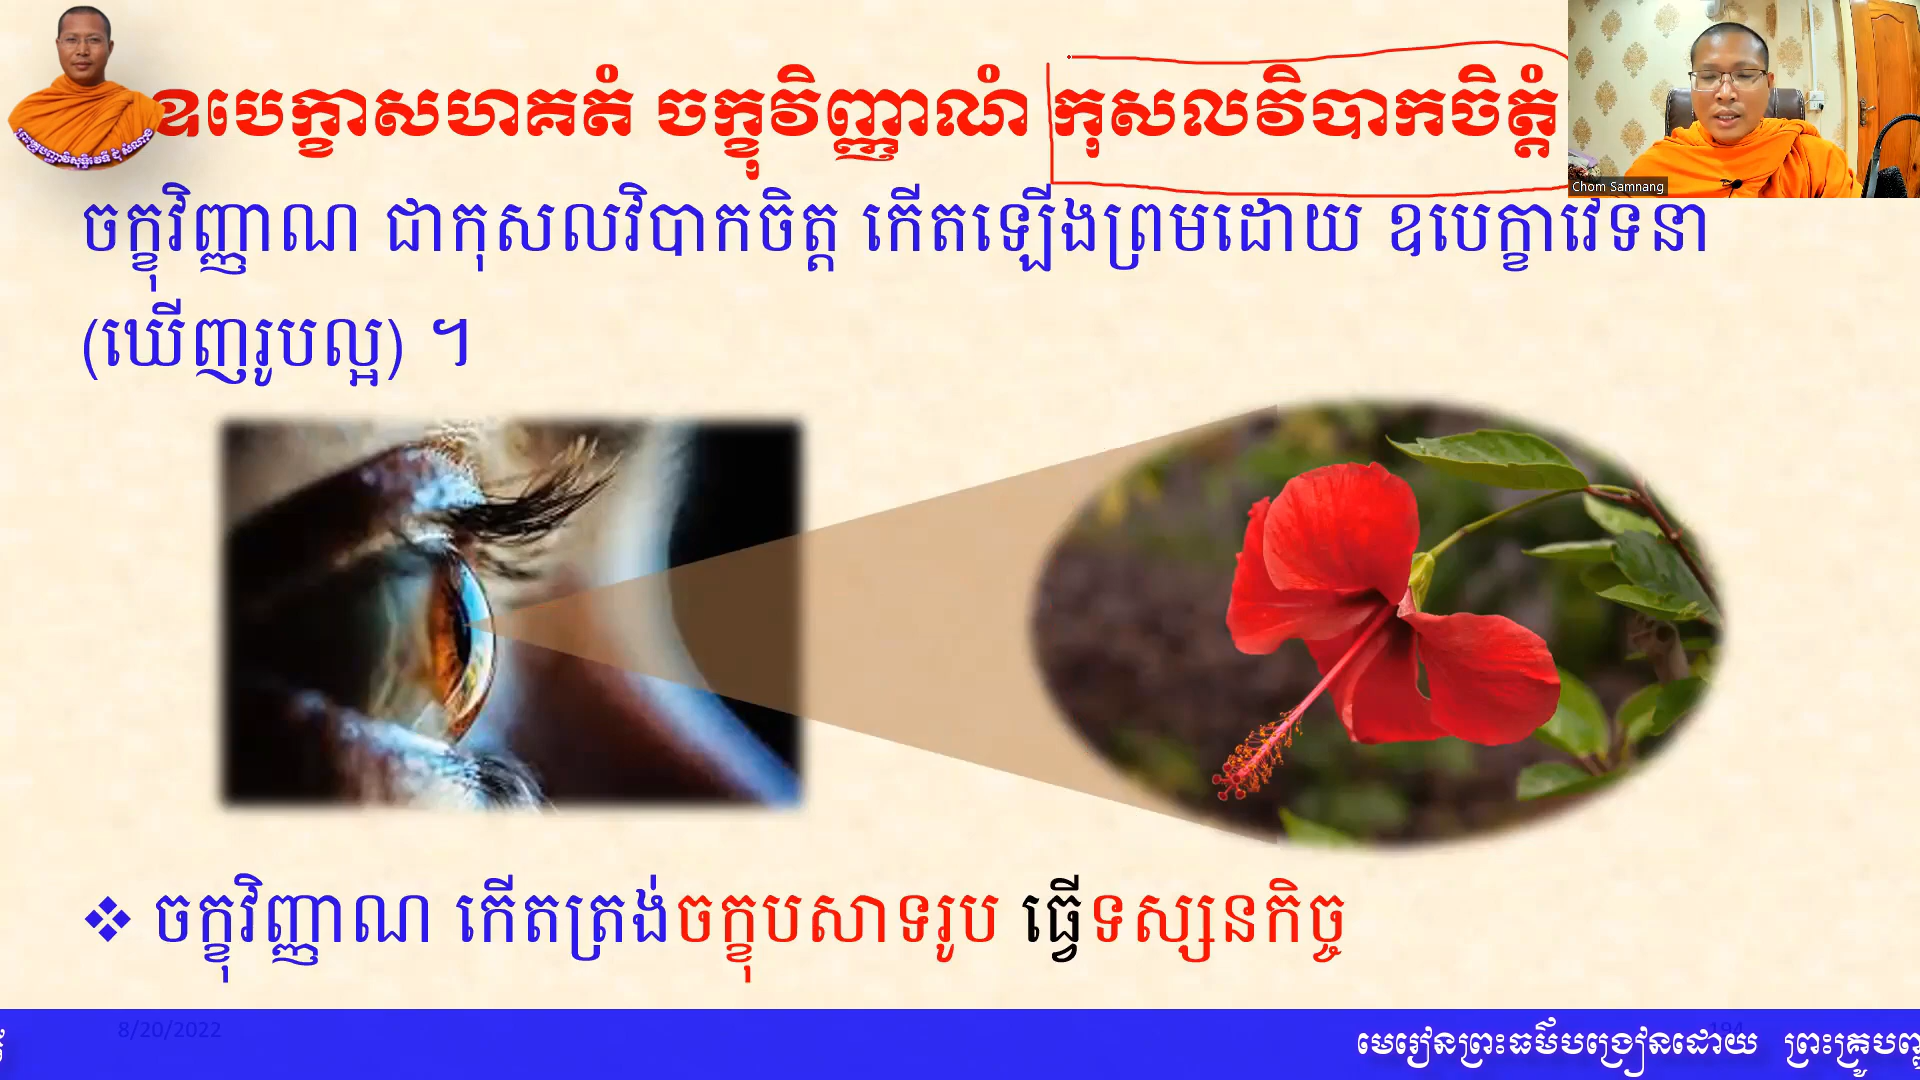 ឧបេក្ខាសហគតំ ចក្ខុវិញ្ញាណំ កុសលវិបាកចិត្តំ
Chom Samnang
ចក្ខុវិញ្ញាណ ជាកុសលវិបាកចិត្ត កើតឡើងព្រមដោយ ឧបេក្ខាវេទនា
(ឃើញរូបល្អ) ។
❖ ចក្ខុវិញ្ញាណ កើតត្រង់ចក្ខុបសាទរូប ធ្វើទស្សនកិច្ច
8/20/2022
194
មេរៀនព្រះធម៌បង្រៀនដោយ ព្រះគ្រូ